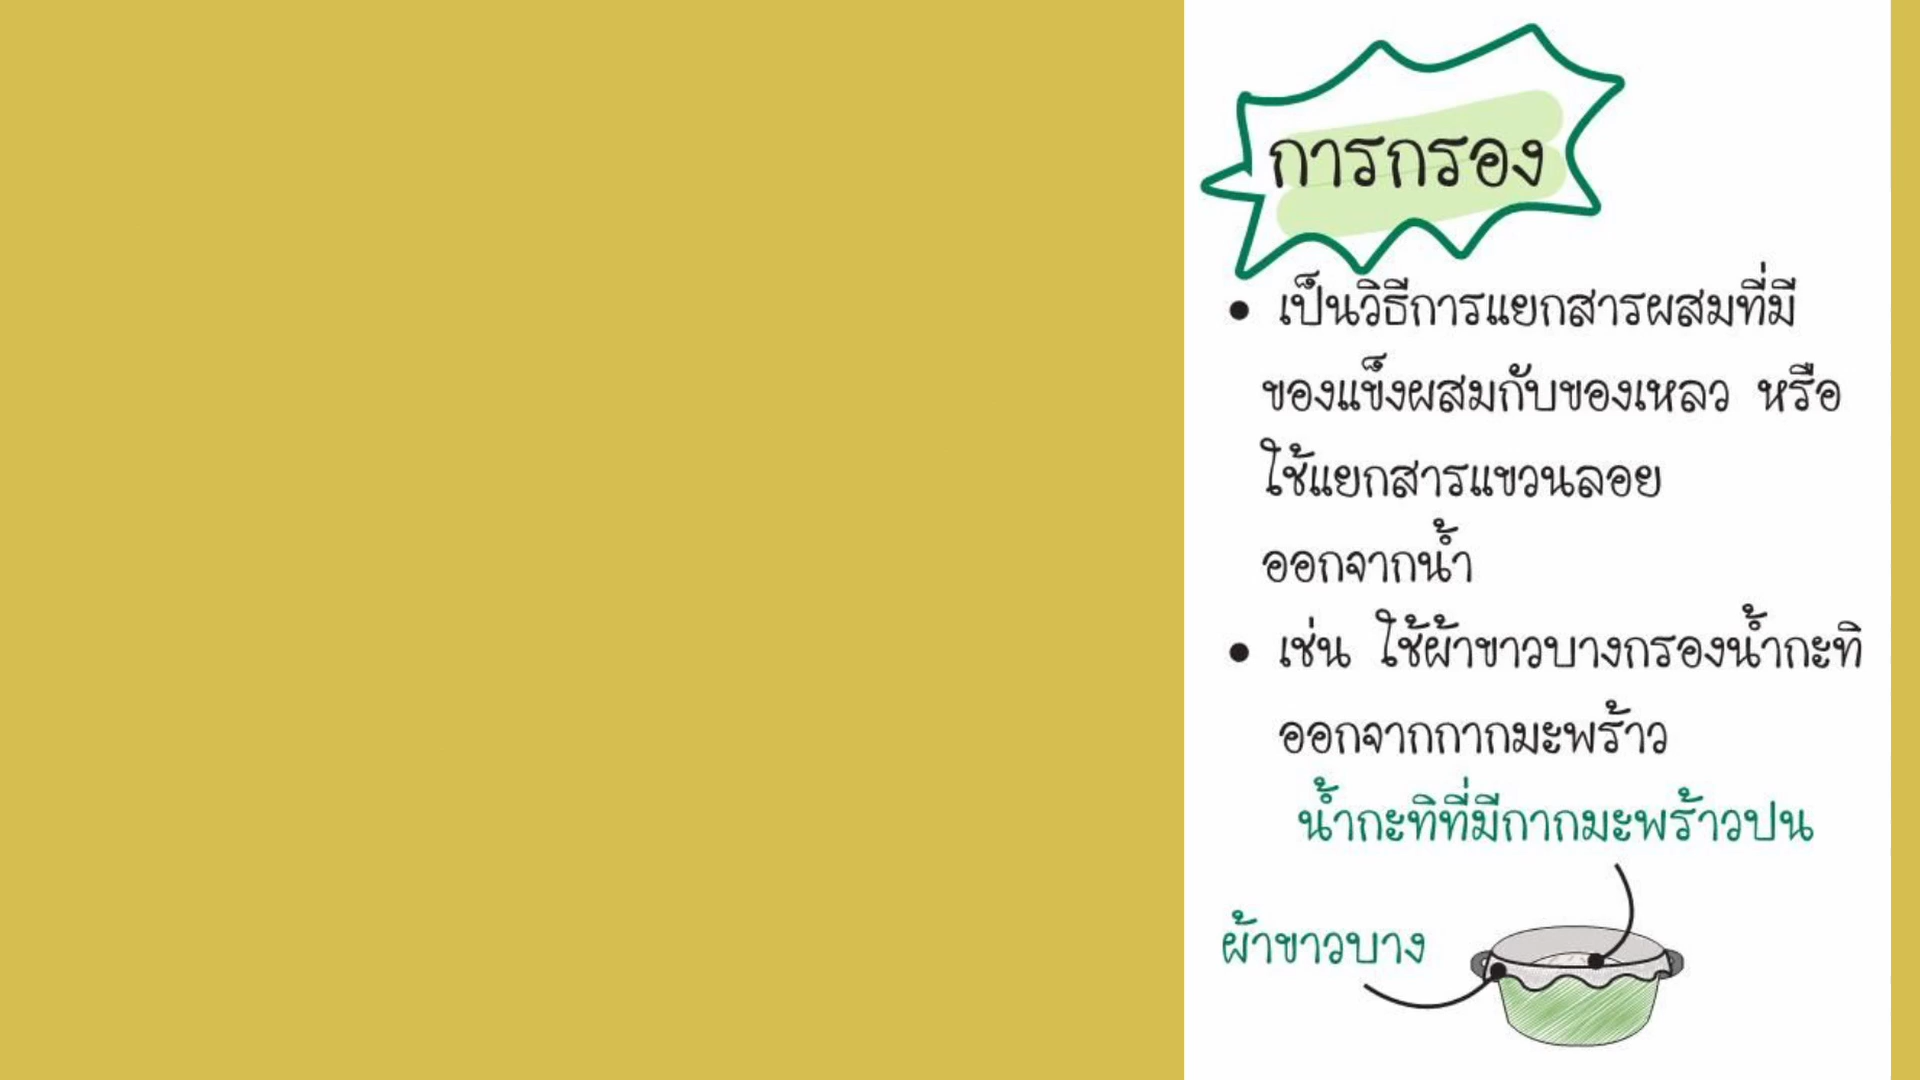 การกรอง
• เป็นวิธีการแยกสารผสมที่มี
ของแข็งผสมกับของเหลว หรือ
ใช้แยกสารแขวนลอย
ออกจากน้ำ
• เช่น ใช้ผ้าขาวบางกรองน้ำกะทิ
ออกจากกากมะพร้าว
น้ำกะทิที่มีกากมะพร้าวปน
ผ้าขาวบาง